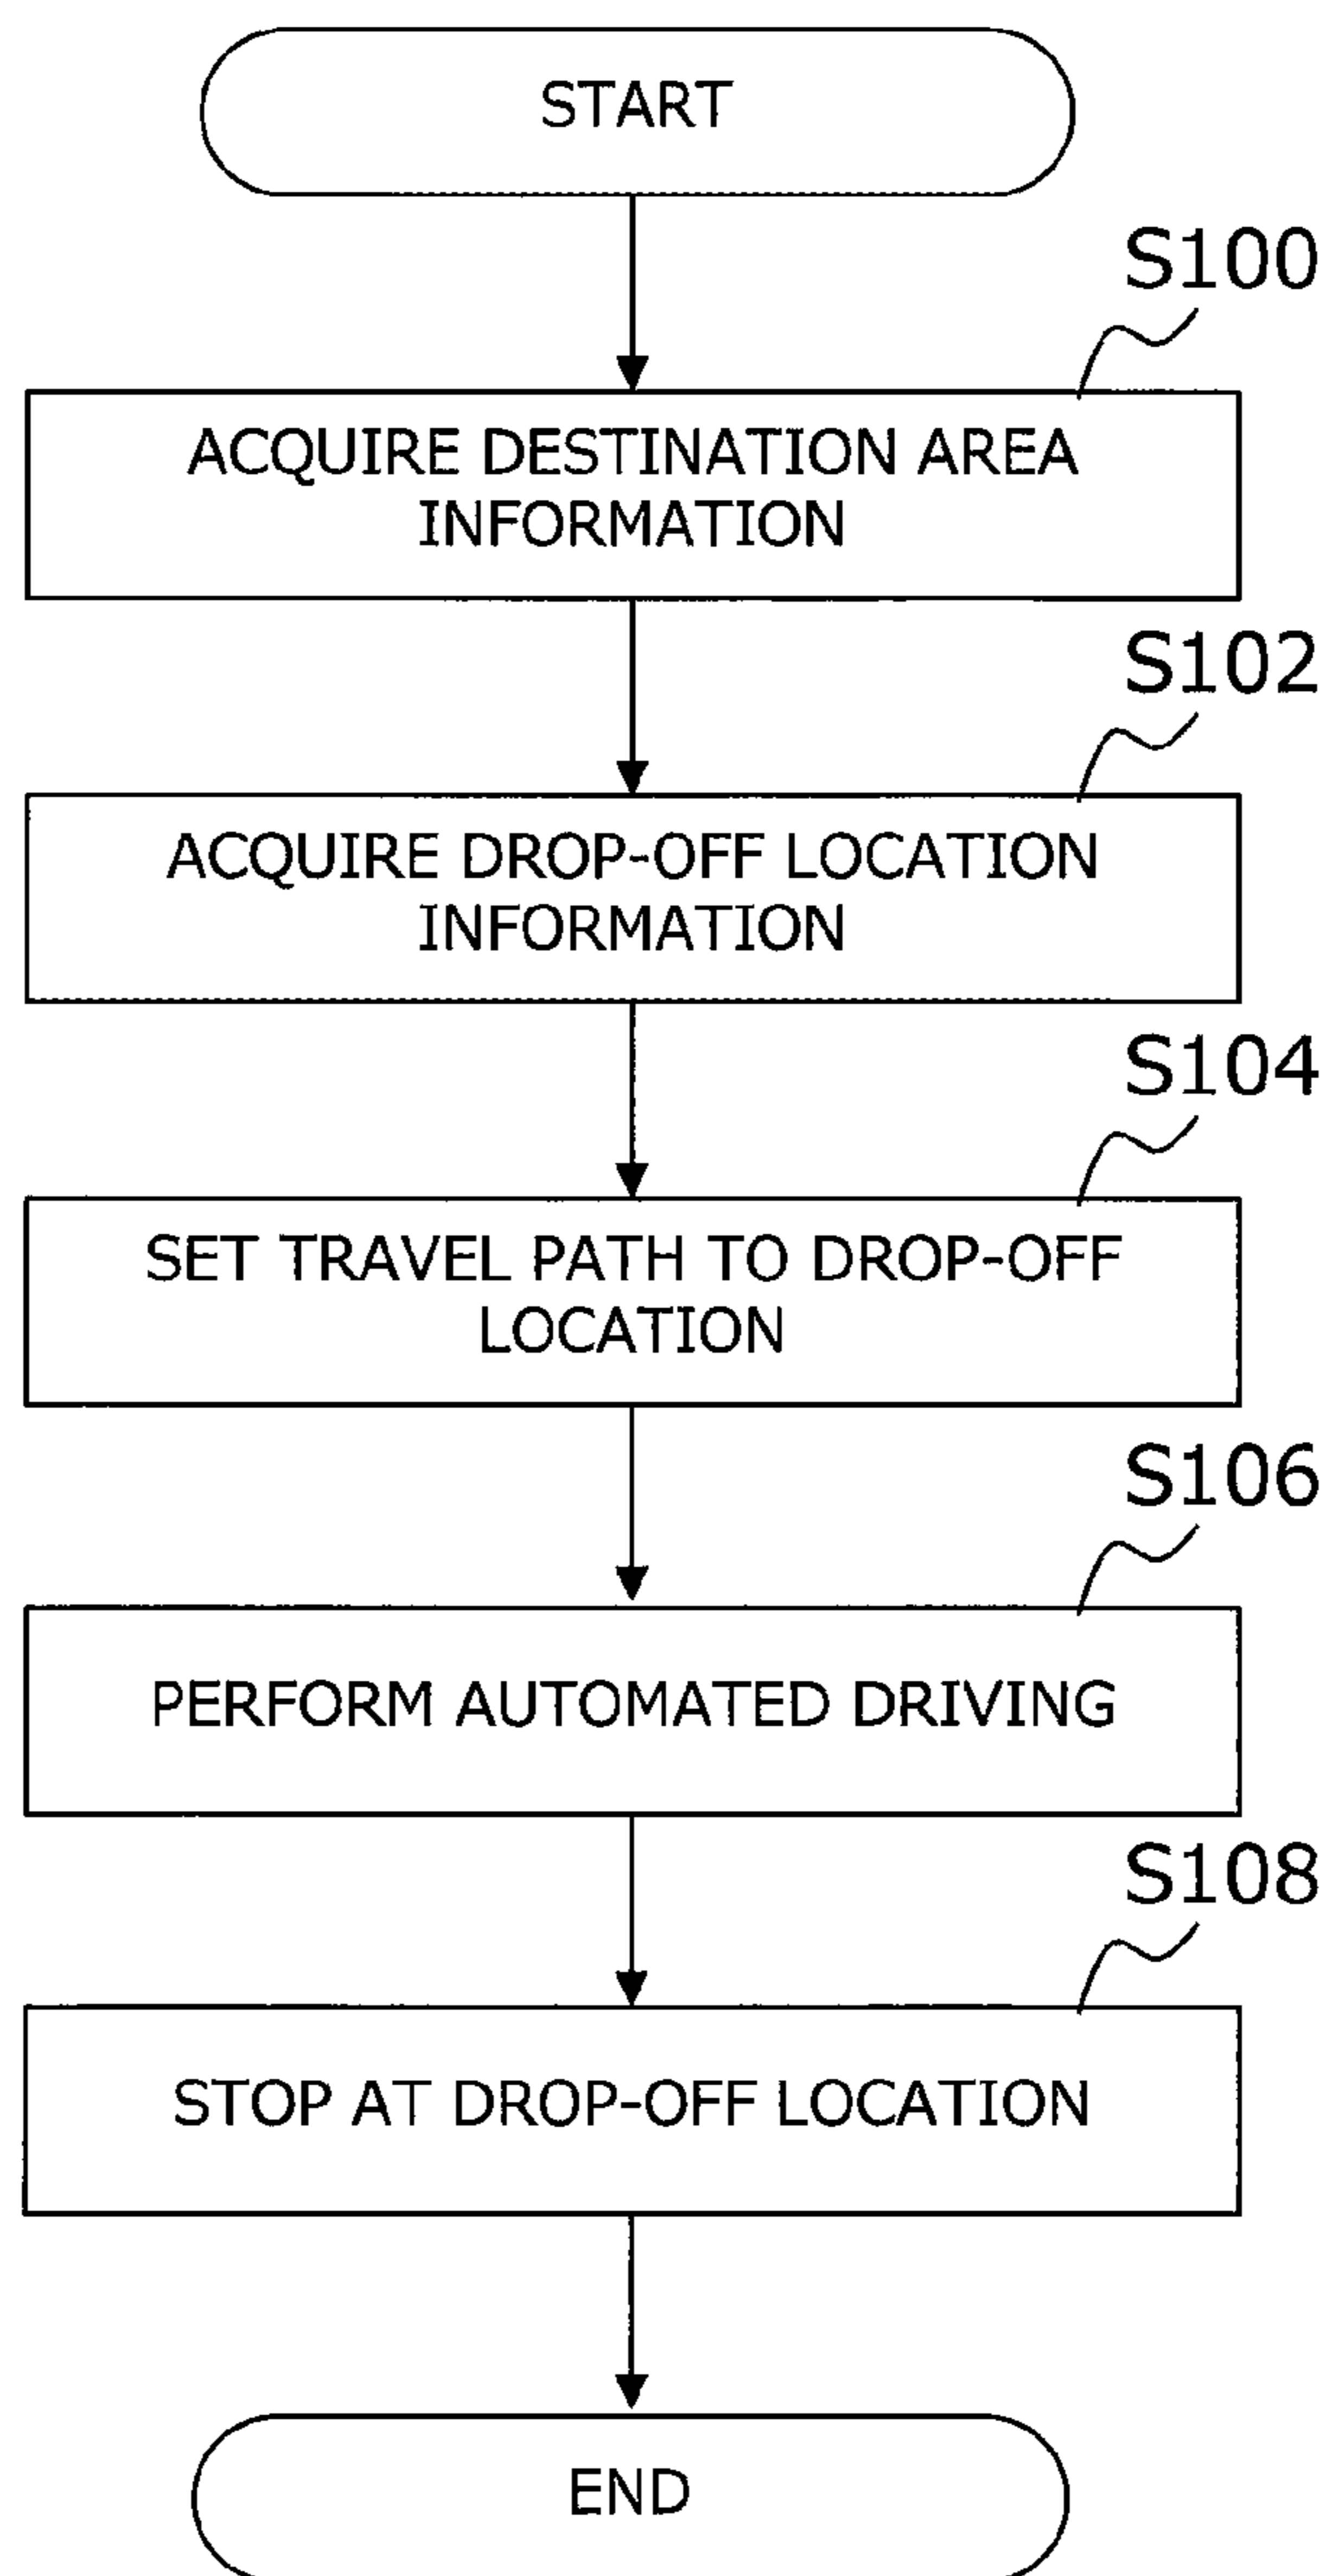 START
S100
ACQUIRE DESTINATION AREA
INFORMATION
S102
ACQUIRE DROP-OFF LOCATION
INFORMATION
S104
SET TRAVEL PATH TO DROP-OFF
LOCATION
S106
PERFORM AUTOMATED DRIVING
S108
STOP AT DROP-OFF LOCATION
END